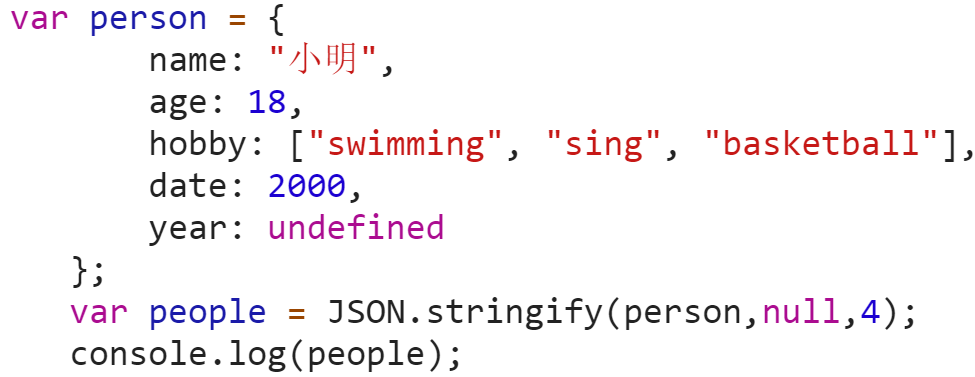 var person = {
        name: "小明",
        age: 18,
        hobby: ["swimming", "sing", "basketball"],
        date: 2000,
        year: undefined
    };
    var people = JSON.stringify(person,null,4);
    console.log(people);